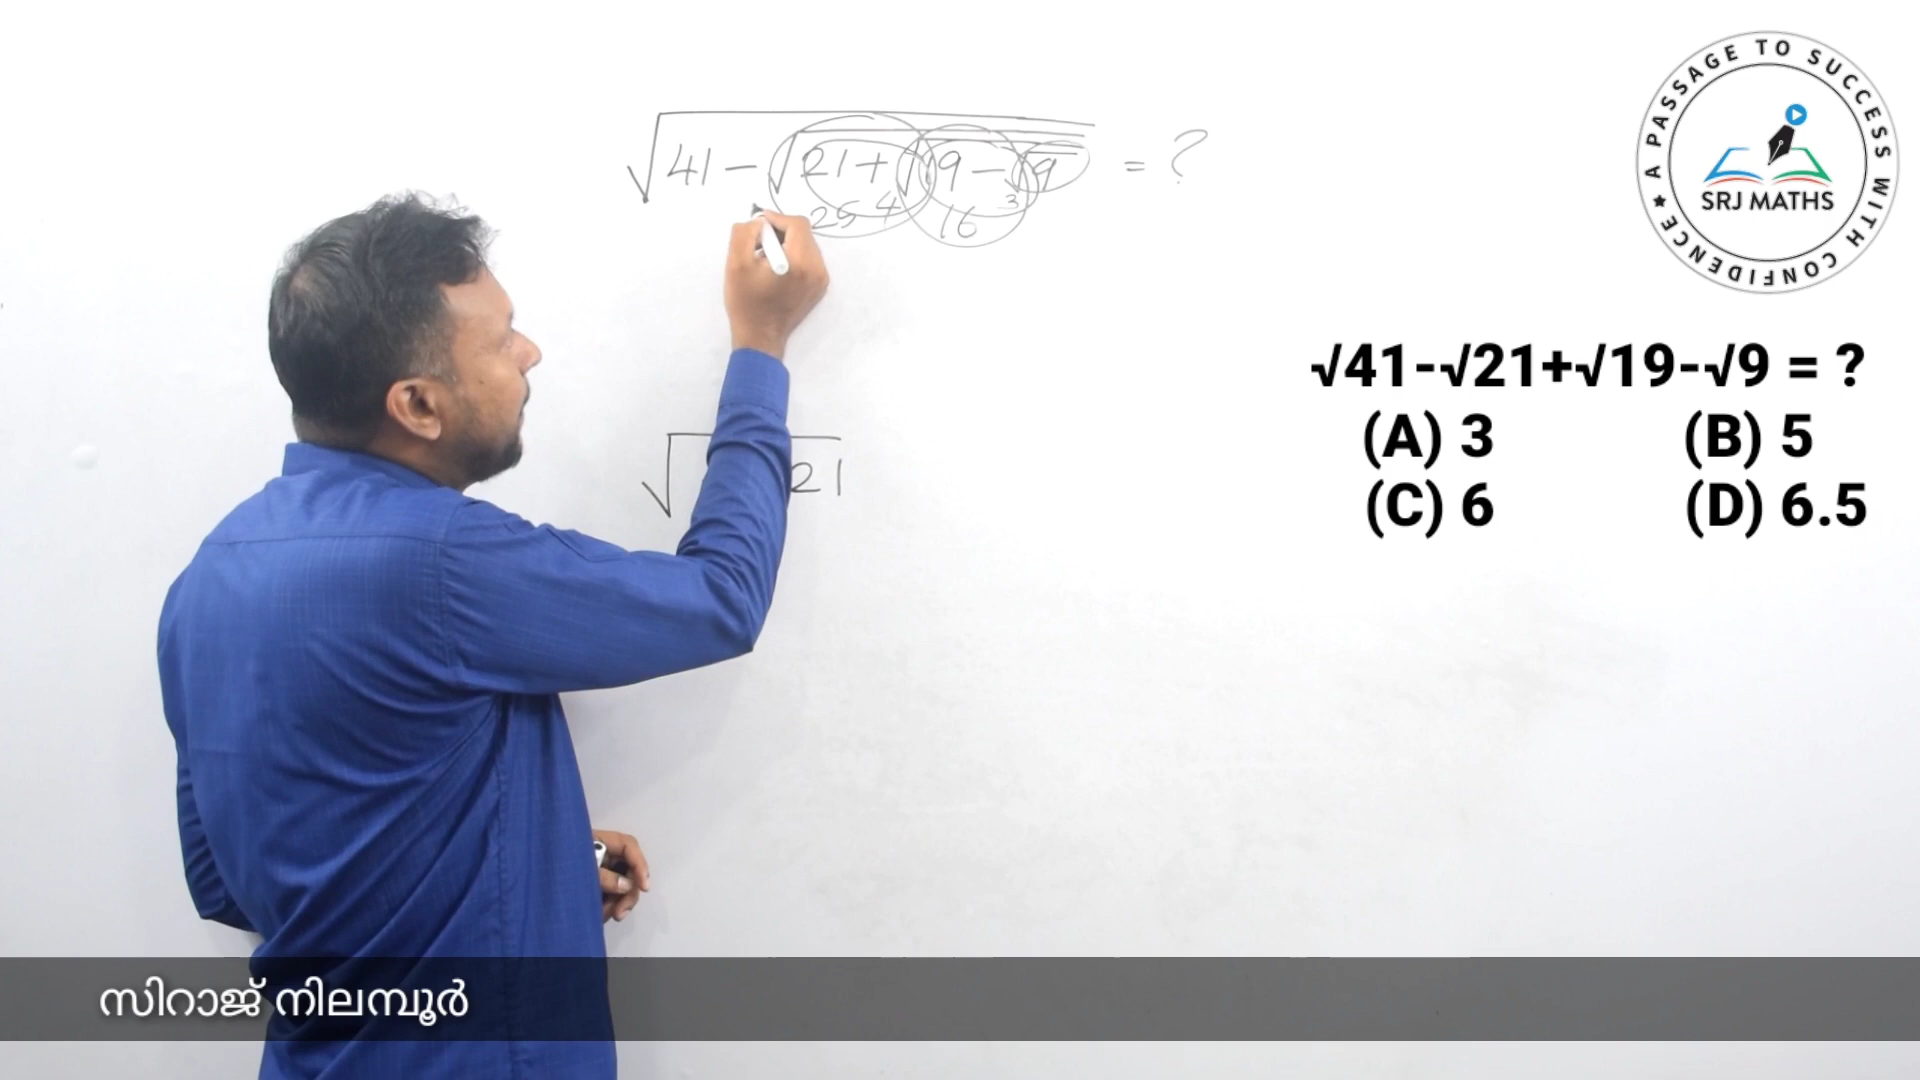 √41 - √21 + √19 - √9 = ?
25 4 16 3
√ 21
A PASSAGE TO SUCCESS WITH CONFIDENCE ★
SRJ MATHS
√41-√21+√19-√9 = ?
(A) 3 (B) 5
(C) 6 (D) 6.5
സിറാജ് നിലമ്പൂർ